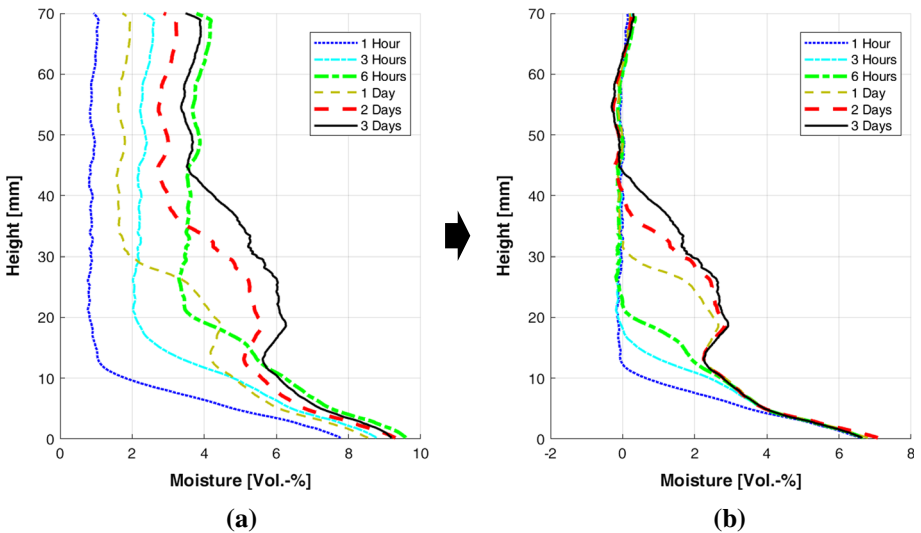 70
60
50
40
30
20
10
0
0 2 4 6 8 10
Height [mm]
Moisture [Vol.-%]
1 Hour
3 Hours
6 Hours
1 Day
2 Days
3 Days
(a)
70
60
50
40
30
20
10
0
-2 0 2 4 6 8
Height [mm]
Moisture [Vol.-%]
1 Hour
3 Hours
6 Hours
1 Day
2 Days
3 Days
(b)